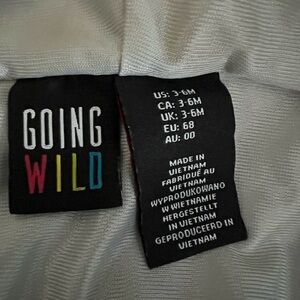 GOING
WILD
US: 3-6M
CA: 3-6M
UK: 3-6M
EU: 68
AU: 00
MADE IN
VIETNAM
FABRIQUÉ AU
VIETNAM
WYPRODUKOWANO
W WIETNAMIE
HERGESTELLT
IN VIETNAM
GEPRODUCEERD IN
VIETNAM